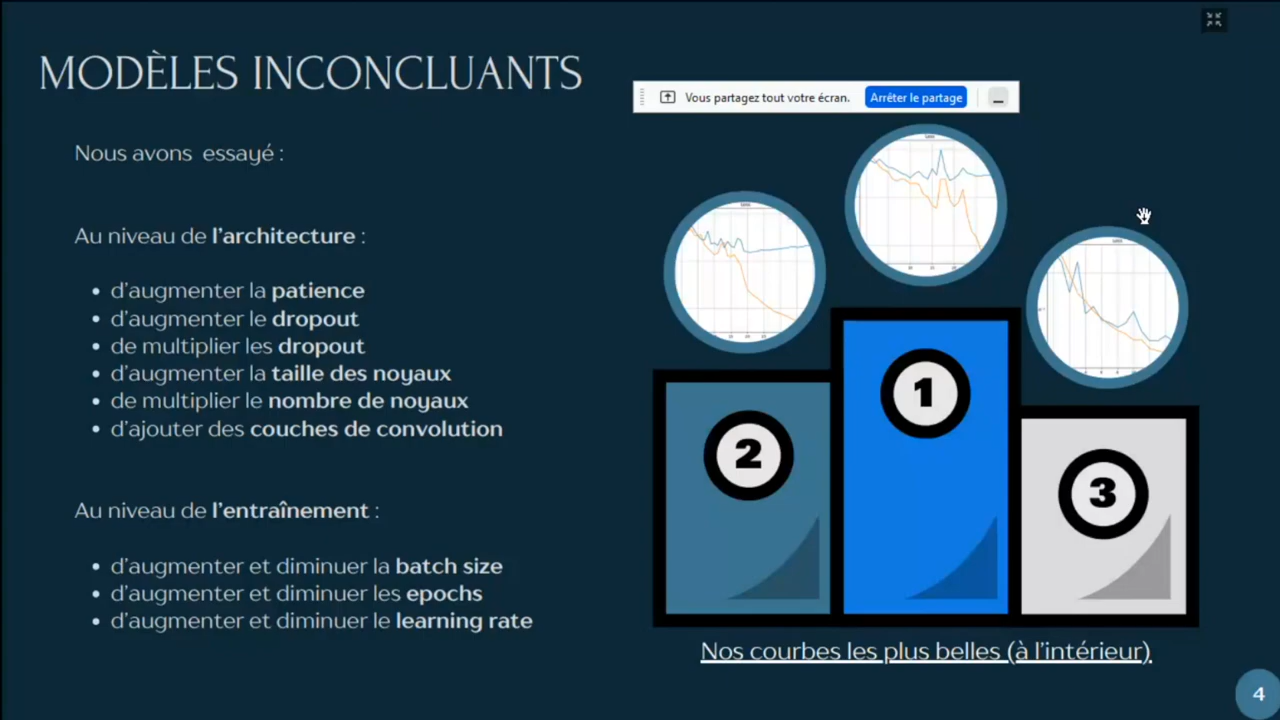 MODÈLES INCONCLUANTS
Vous partagez tout votre écran.
Arrêter le partage
Nous avons essayé :
Au niveau de l'architecture :
• d'augmenter la patience
• d'augmenter le dropout
• de multiplier les dropout
• d'augmenter la taille des noyaux
• de multiplier le nombre de noyaux
• d'ajouter des couches de convolution
Au niveau de l'entraînement :
• d'augmenter et diminuer la batch size
• d'augmenter et diminuer les epochs
• d'augmenter et diminuer le learning rate
2
1
3
Nos courbes les plus belles (à l'intérieur)
4